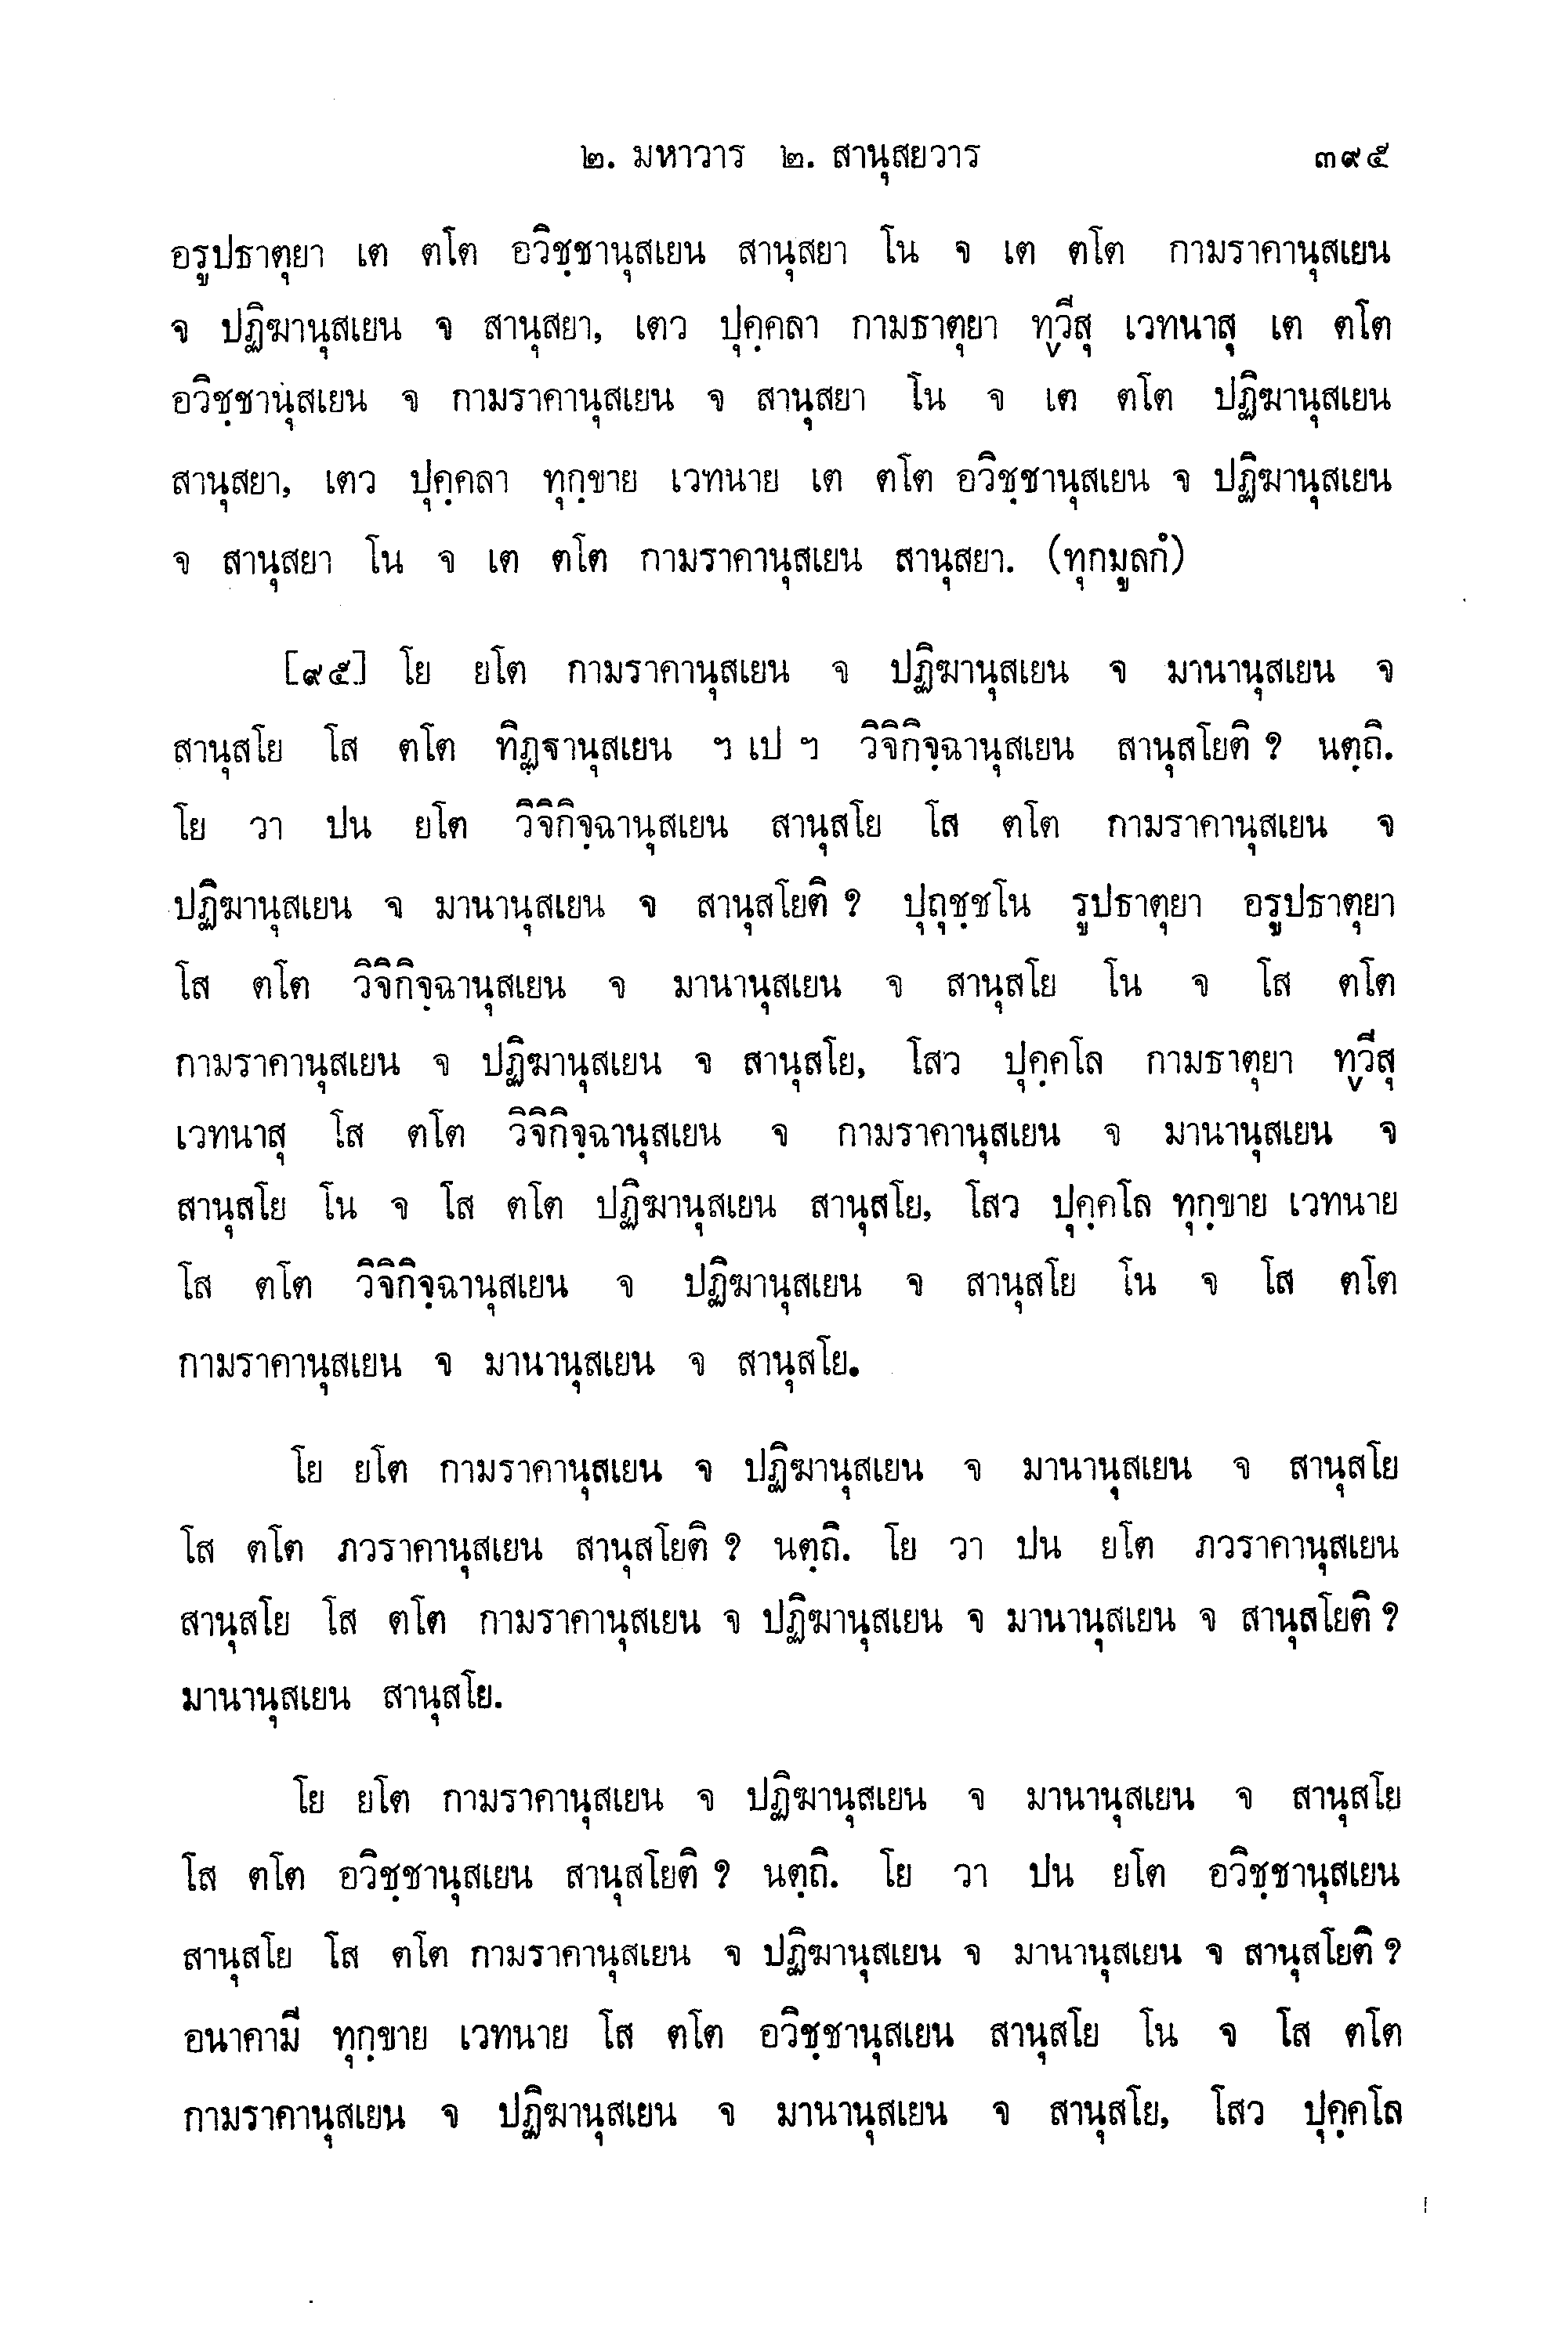 ๒. มหาวาร ๒. สานุสยวาร ๓๙๕
อรูปธาตุยา เต ตโต อวิชฺชานุสเยน สานุสยา โน จ เต ตโต กามราคานุสเยน
จ ปฏิฆานุสเยน จ สานุสยา, เตว ปุคฺคลา กามธาตุยา ทฺวีสุ เวทนาสุ เต ตโต
อวิชฺชานุสเยน จ กามราคานุสเยน จ สานุสยา โน จ เต ตโต ปฏิฆานุสเยน
สานุสยา, เตว ปุคฺคลา ทุกฺขาย เวทนาย เต ตโต อวิชฺชานุสเยน จ ปฏิฆานุสเยน
จ สานุสยา โน จ เต ตโต กามราคานุสเยน สานุสยา. (ทุกมูลกํ)
[๙๕] โย ยโต กามราคานุสเยน จ ปฏิฆานุสเยน จ มานานุสเยน จ
สานุสโย โส ตโต ทิฏฺฐานุสเยน ฯ เป ฯ วิจิกิจฺฉานุสเยน สานุสโยติ ? นตฺถิ.
โย วา ปน ยโต วิจิกิจฺฉานุสเยน สานุสโย โส ตโต กามราคานุสเยน จ
ปฏิฆานุสเยน จ มานานุสเยน จ สานุสโยติ ? ปุถุชฺชโน รูปธาตุยา อรูปธาตุยา
โส ตโต วิจิกิจฺฉานุสเยน จ มานานุสเยน จ สานุสโย โน จ โส ตโต
กามราคานุสเยน จ ปฏิฆานุสเยน จ สานุสโย, โสว ปุคฺคโล กามธาตุยา ทฺวีสุ
เวทนาสุ โส ตโต วิจิกิจฺฉานุสเยน จ กามราคานุสเยน จ มานานุสเยน จ
สานุสโย โน จ โส ตโต ปฏิฆานุสเยน สานุสโย, โสว ปุคฺคโล ทุกฺขาย เวทนาย
โส ตโต วิจิกิจฺฉานุสเยน จ ปฏิฆานุสเยน จ สานุสโย โน จ โส ตโต
กามราคานุสเยน จ มานานุสเยน จ สานุสโย.
โย ยโต กามราคานุสเยน จ ปฏิฆานุสเยน จ มานานุสเยน จ สานุสโย
โส ตโต ภวราคานุสเยน สานุสโยติ ? นตฺถิ. โย วา ปน ยโต ภวราคานุสเยน
สานุสโย โส ตโต กามราคานุสเยน จ ปฏิฆานุสเยน จ มานานุสเยน จ สานุสโยติ ?
มานานุสเยน สานุสโย.
โย ยโต กามราคานุสเยน จ ปฏิฆานุสเยน จ มานานุสเยน จ สานุสโย
โส ตโต อวิชฺชานุสเยน สานุสโยติ ? นตฺถิ. โย วา ปน ยโต อวิชฺชานุสเยน
สานุสโย โส ตโต กามราคานุสเยน จ ปฏิฆานุสเยน จ มานานุสเยน จ สานุสโยติ ?
อนาคามี ทุกฺขาย เวทนาย โส ตโต อวิชฺชานุสเยน สานุสโย โน จ โส ตโต
กามราคานุสเยน จ ปฏิฆานุสเยน จ มานานุสเยน จ สานุสโย, โสว ปุคฺคโล